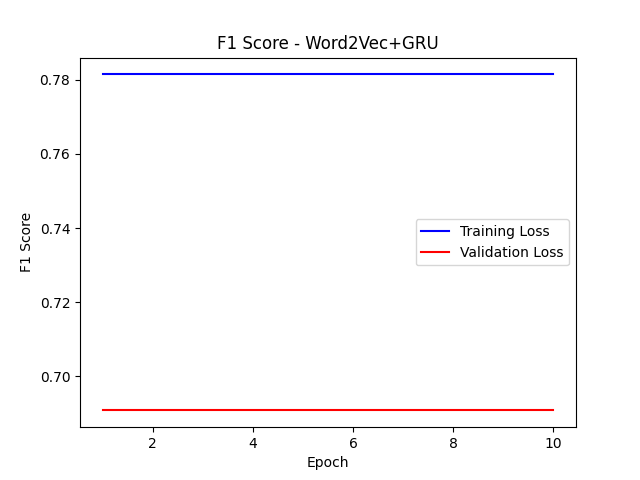 F1 Score - Word2Vec+GRU
0.78
0.76
0.74
0.72
0.70
F1 Score
Training Loss
Validation Loss
2
4
6
8
10
Epoch